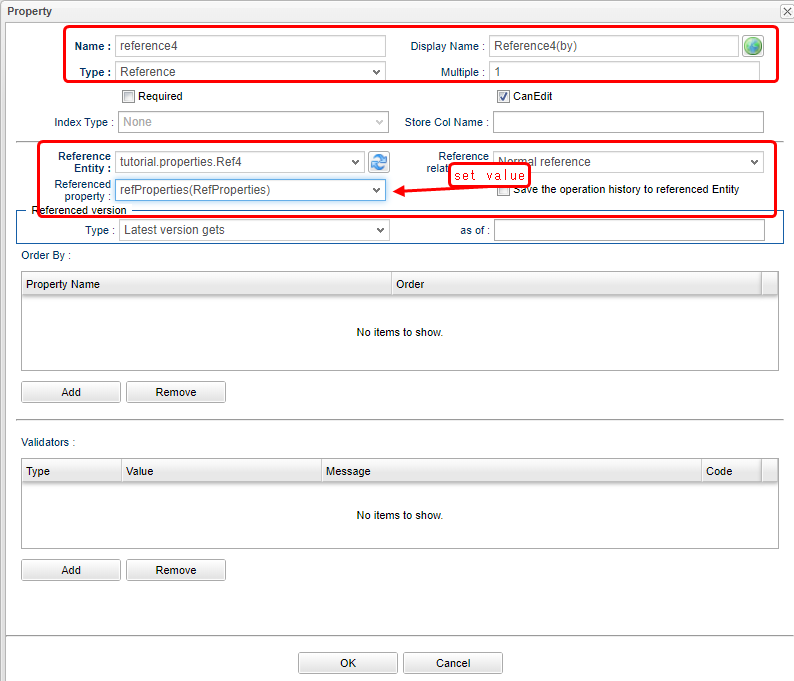 Property
Name : reference4 Display Name : Reference4(by)
Type : Reference Multiple : 1
Required CanEdit
Index Type : None Store Col Name :
Reference Entity : tutorial.properties.Ref4 Reference Normal reference
set value
Referenced property : refProperties(RefProperties) Save the operation history to referenced Entity
Referenced version
Type : Latest version gets as of :
Order By :
Property Name Order
No items to show.
Add Remove
Validators :
Type Value Message Code
No items to show.
Add Remove
OK Cancel